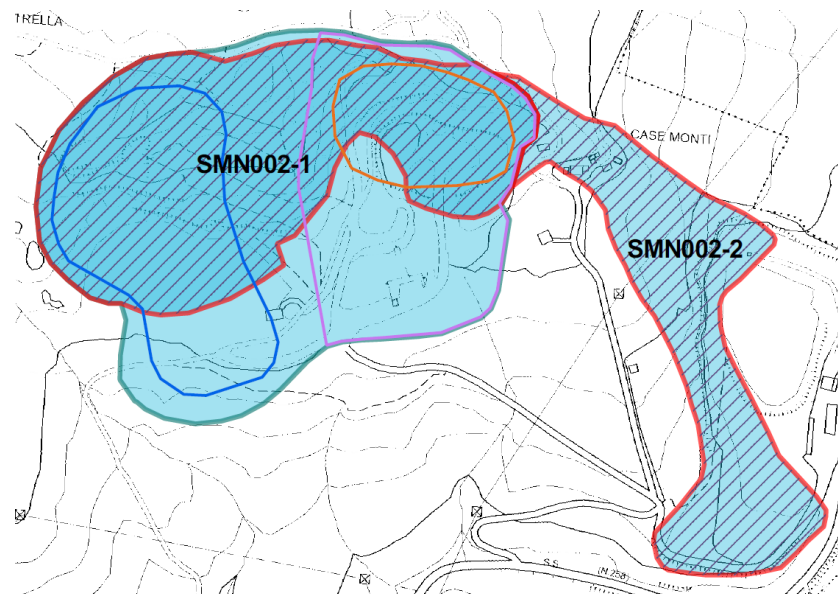 TRELLA
CASE MONTI
SMN002-1
SMN002-2
S.S. (N 258)